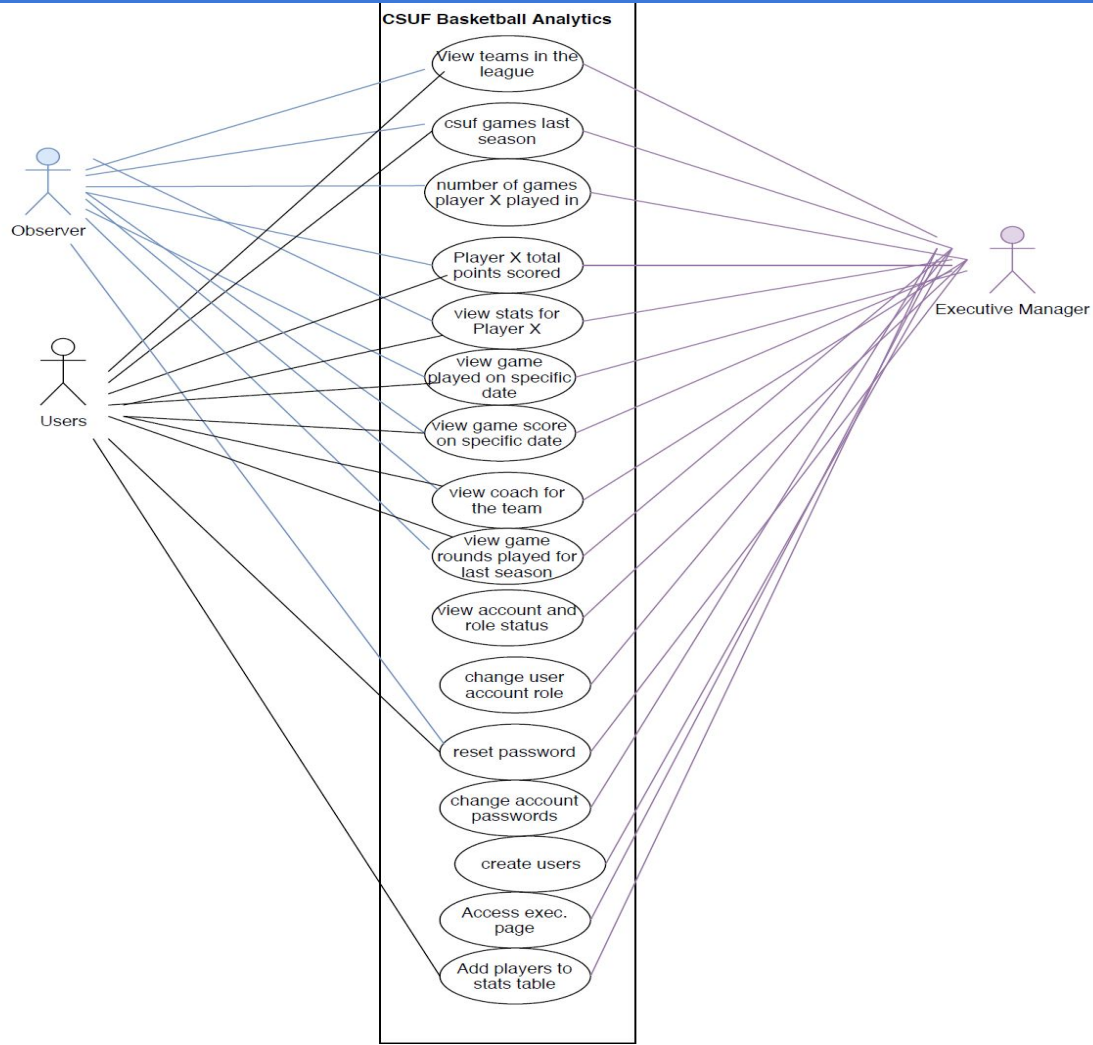 CSUF Basketball Analytics
View teams in the
league
csuf games last
season
number of games
player X played in
Observer
Player X total
points scored
Executive Manager
view stats for
Player X
view game
played on specific
date
Users
view game score
on specific date
view coach for
the team
view game
rounds played for
last season
view account and
role status
change user
account role
reset password
change account
passwords
create users
Access exec.
page
Add players to
stats table